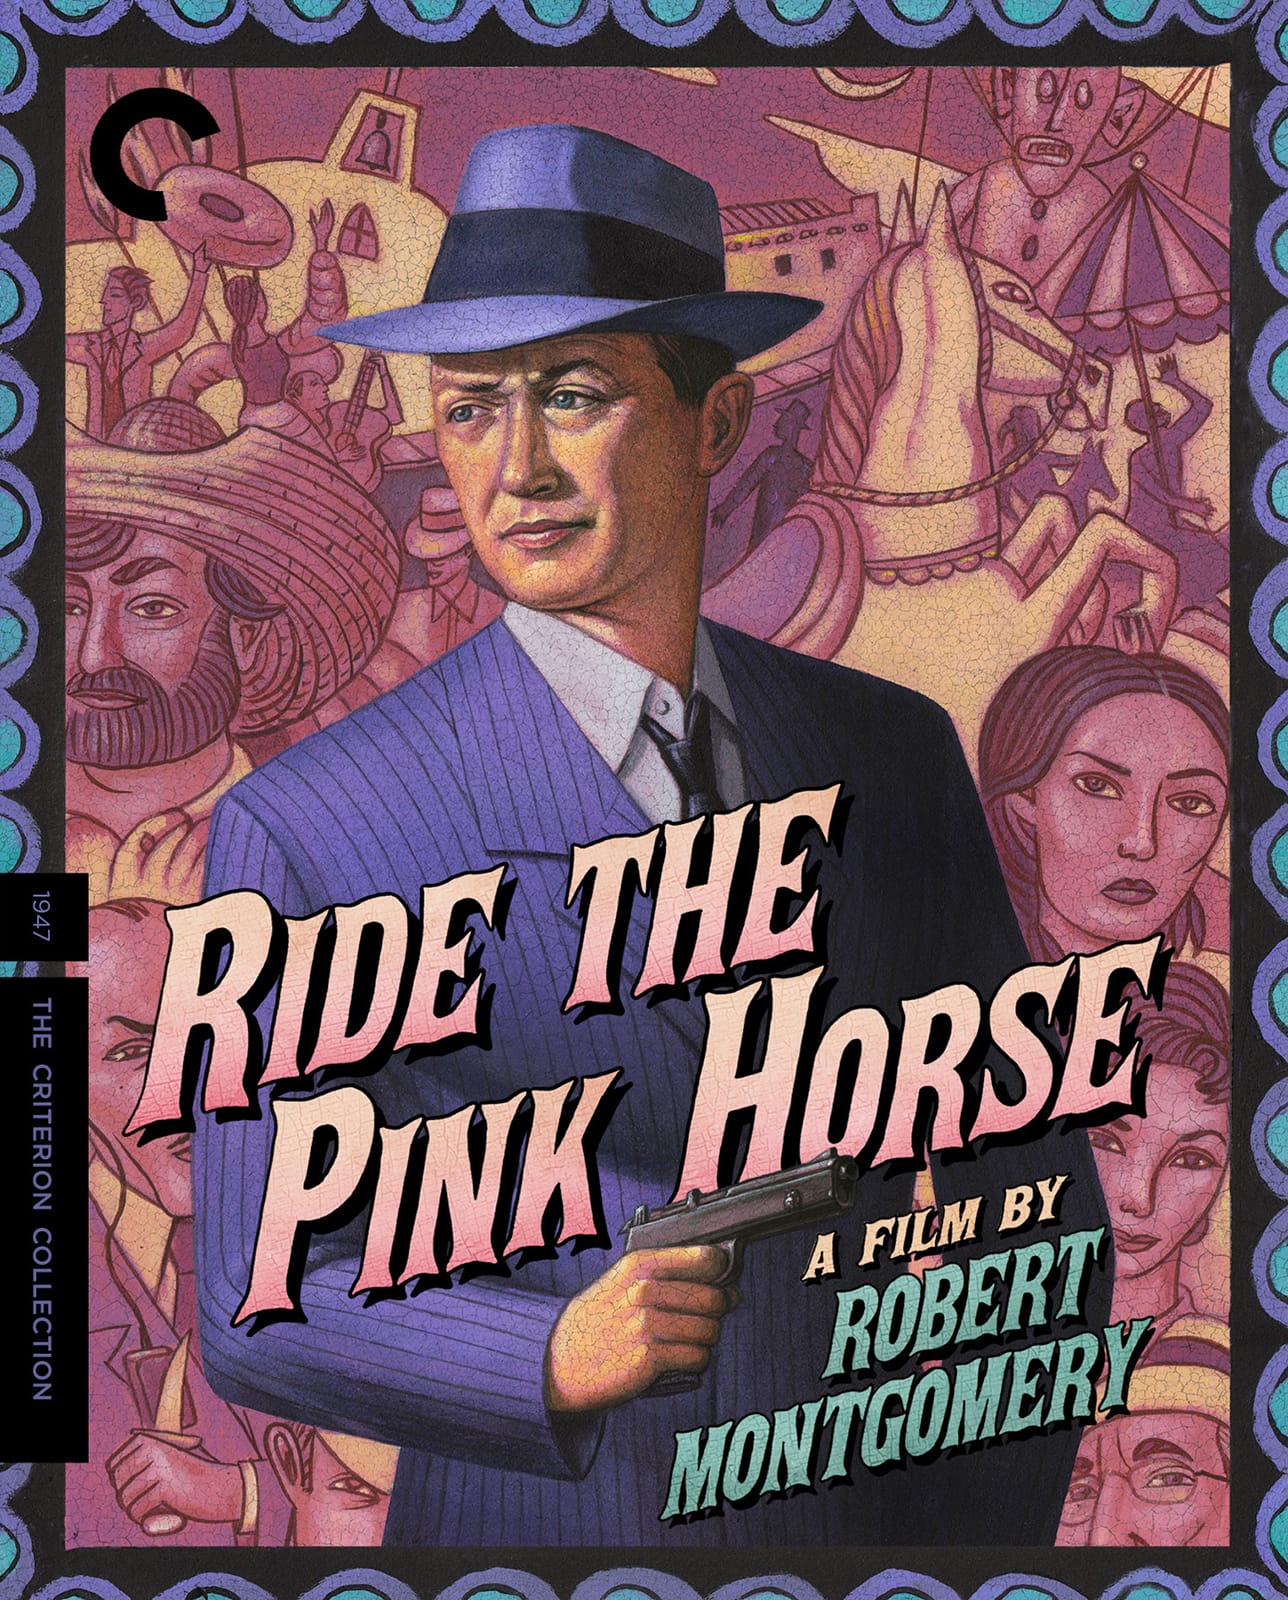 RIDE THE
PINK HORSE
A FILM BY
ROBERT
MONTGOMERY
1947
THE CRITERION COLLECTION